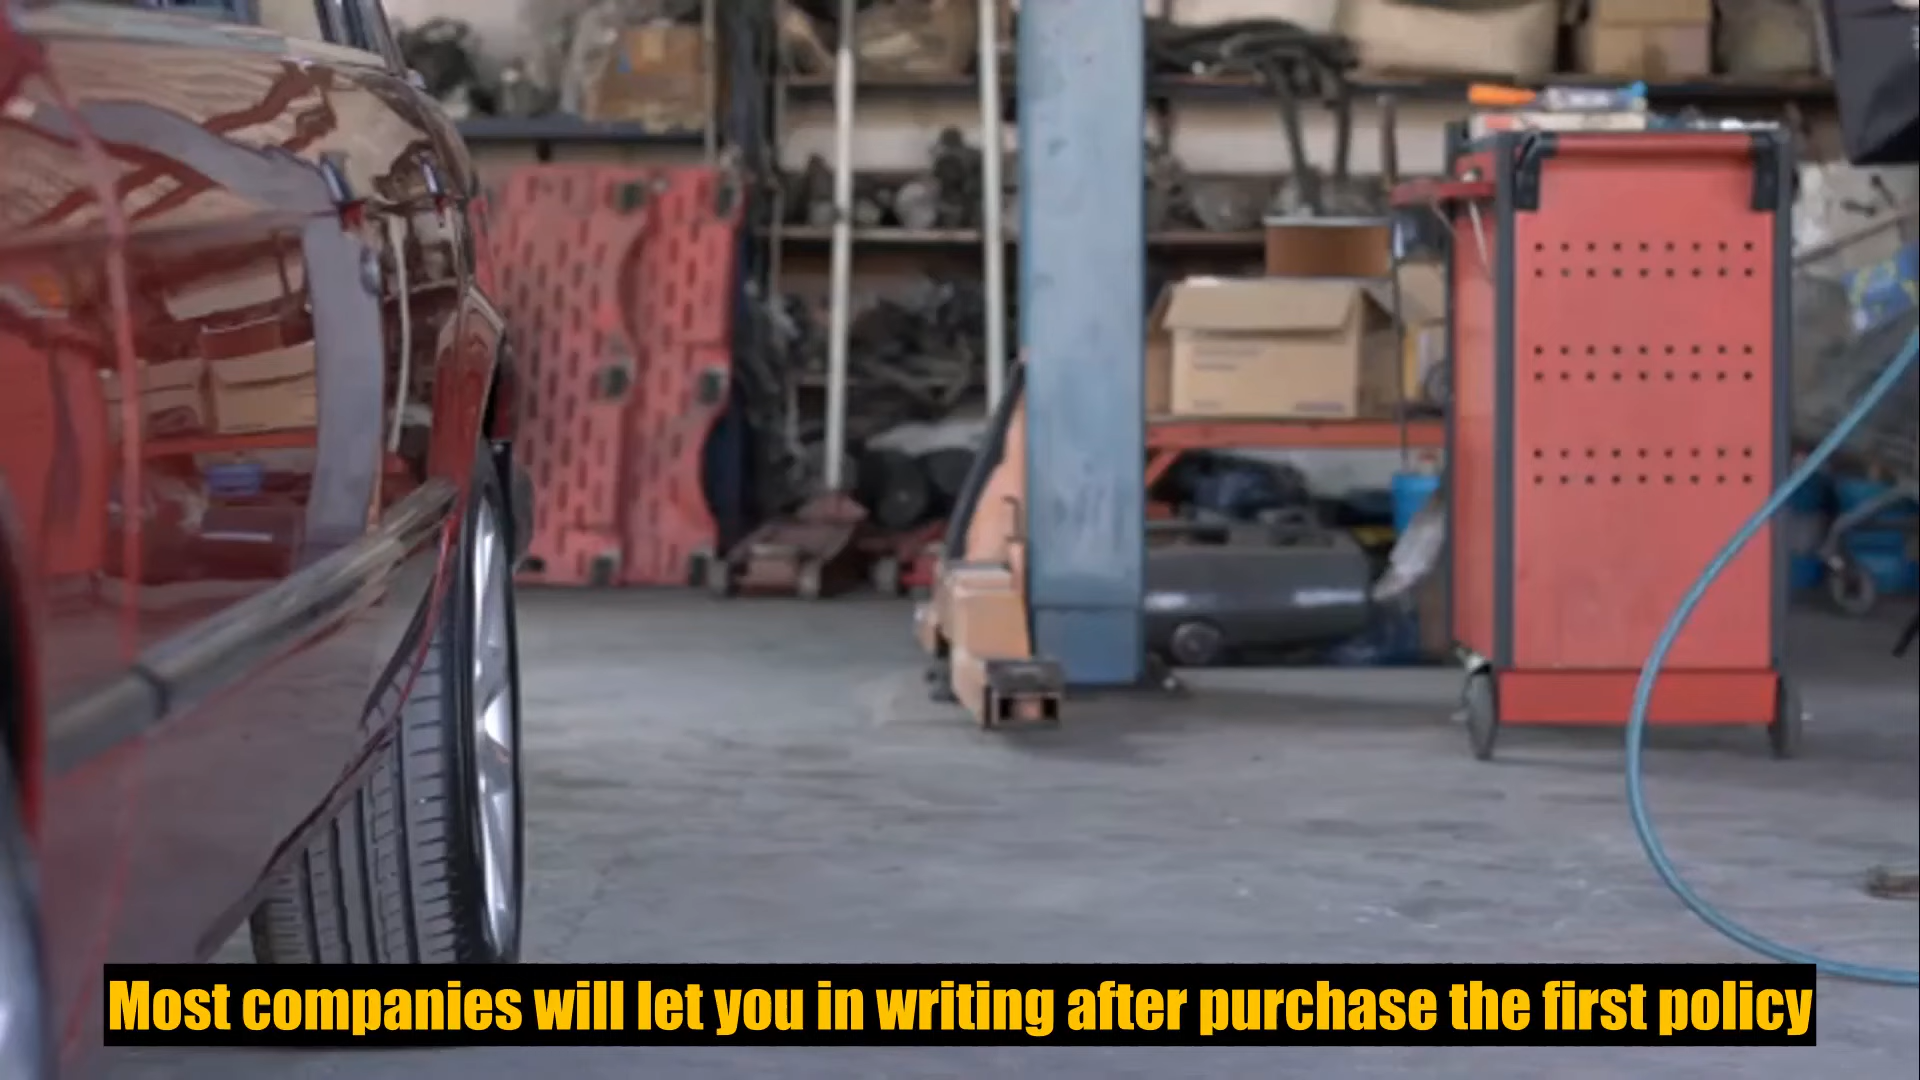 Most companies will let you in writing after purchase the first policy